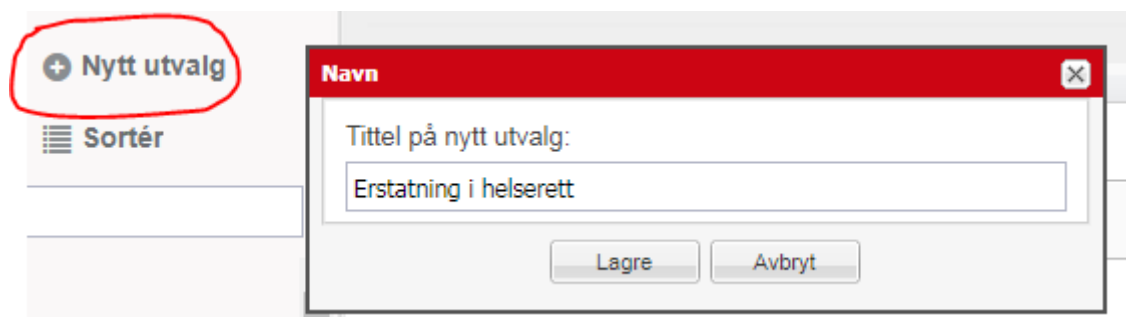 Nytt utvalg
Sortér
Navn
Tittel på nytt utvalg:
Erstatning i helserett
Lagre
Avbryt